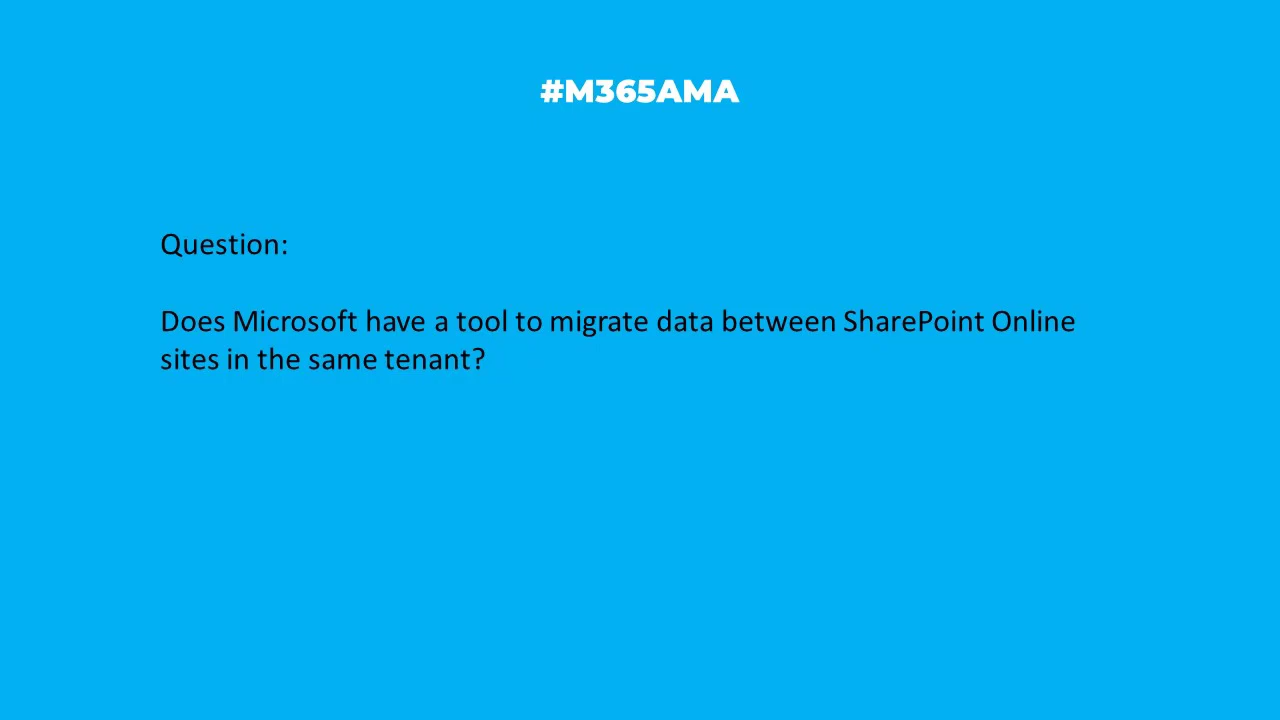 #M365AMA
Question:
Does Microsoft have a tool to migrate data between SharePoint Online
sites in the same tenant?